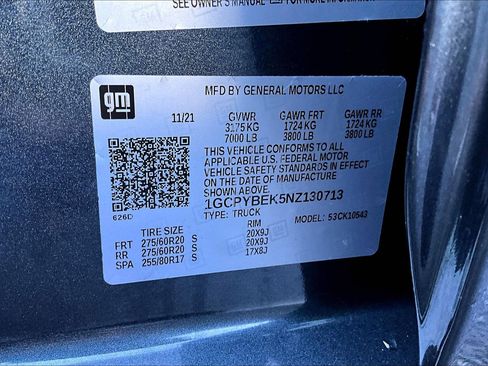 SEE OWNER'S MANUAL FOR MORE INFORMATION
gm
MFD BY GENERAL MOTORS LLC
11/21 GVWR GAWR FRT GAWR RR
3175 KG 1724 KG 1724 KG
7000 LB 3800 LB 3800 LB
THIS VEHICLE CONFORMS TO ALL
APPLICABLE U.S. FEDERAL MOTOR
VEHICLE SAFETY STANDARDS IN EFFECT
ON THE DATE OF MANUFACTURE
SHOWN ABOVE.
1GCPYBEK5NZ130713
626D TYPE: TRUCK MODEL: 53CK10543
TIRE SIZE RIM
FRT 275/60R20 S 20X9J
RR 275/60R20 S 20X9J
SPA 255/80R17 S 17X8J